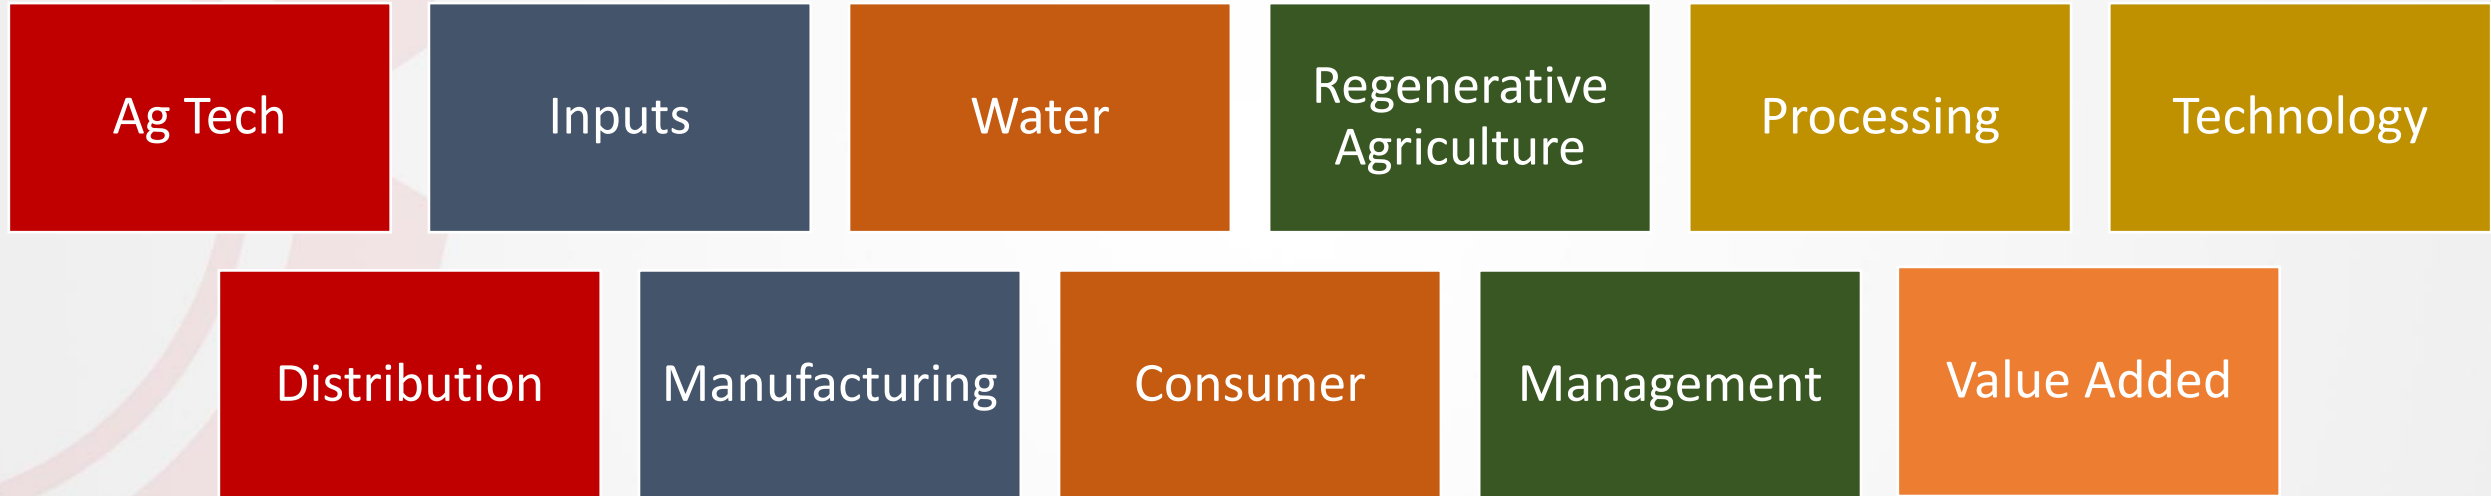 Ag Tech
Inputs
Water
Regenerative
Agriculture
Processing
Technology
Distribution
Manufacturing
Consumer
Management
Value Added